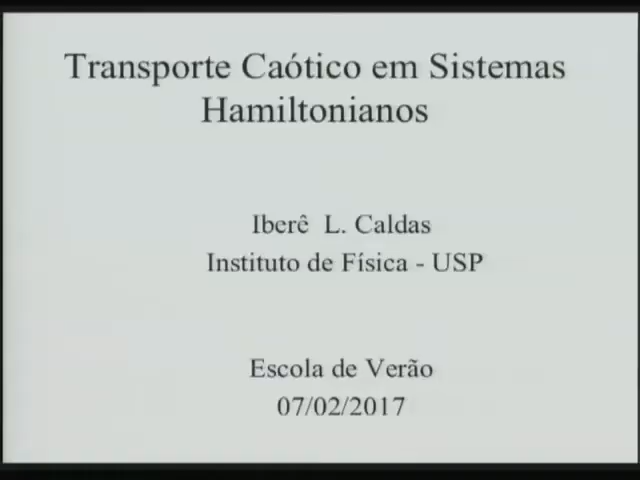 Transporte Caótico em Sistemas
Hamiltonianos
Iberê L. Caldas
Instituto de Física - USP
Escola de Verão
07/02/2017